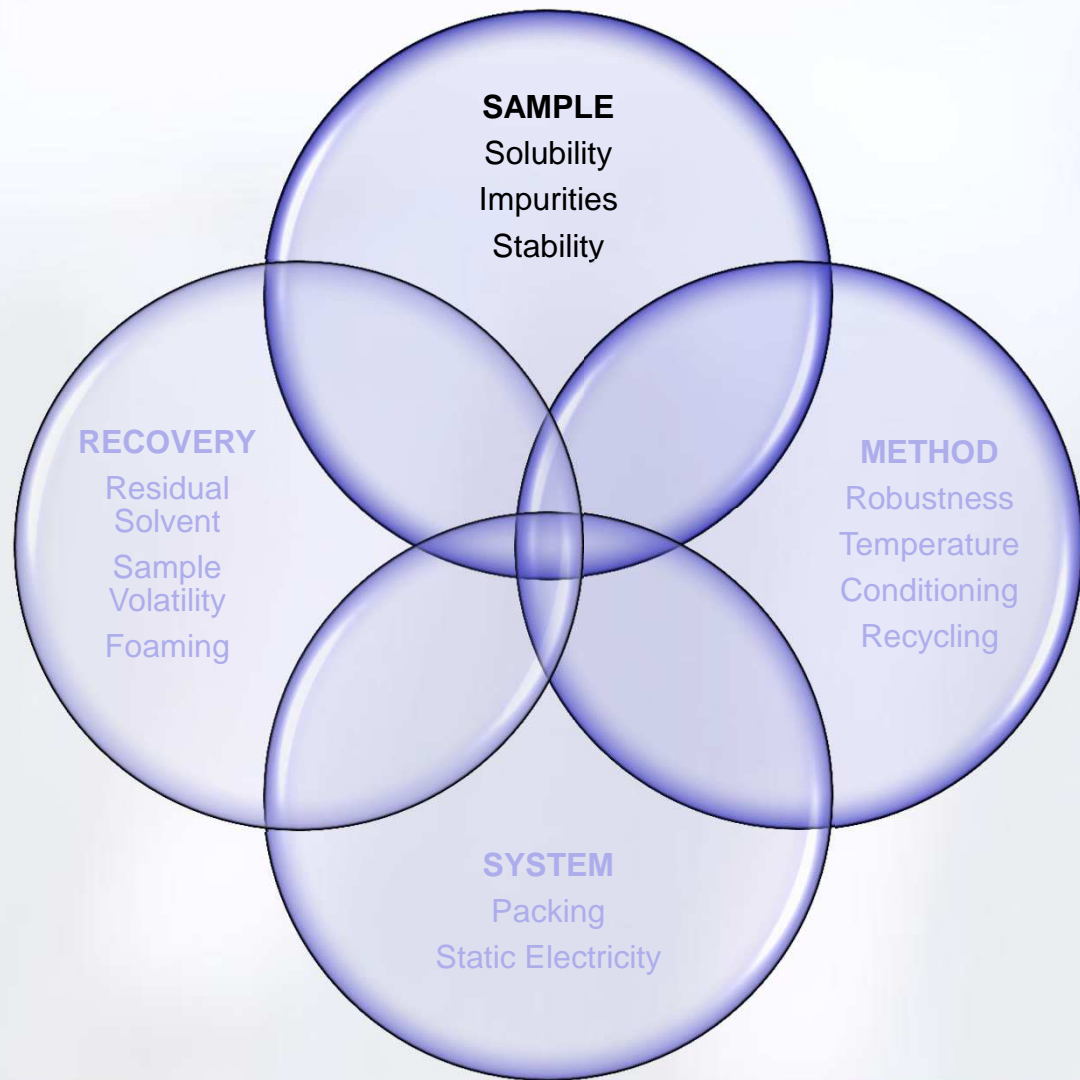 SAMPLE
Solubility
Impurities
Stability
RECOVERY
Residual
Solvent
Sample
Volatility
Foaming
METHOD
Robustness
Temperature
Conditioning
Recycling
SYSTEM
Packing
Static Electricity